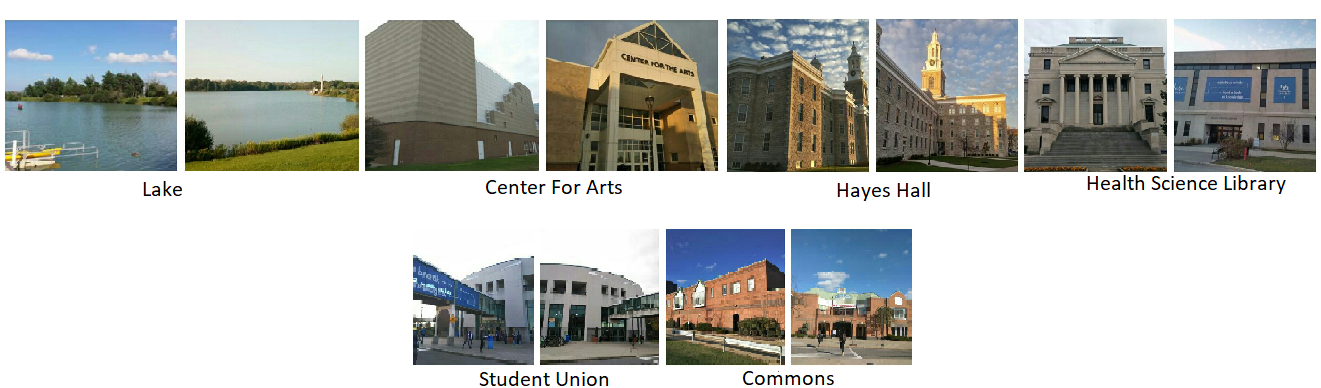 CENTER FOR THE ARTS
Lake
Center For Arts
Hayes Hall
Health Science Library
Student Union
Commons